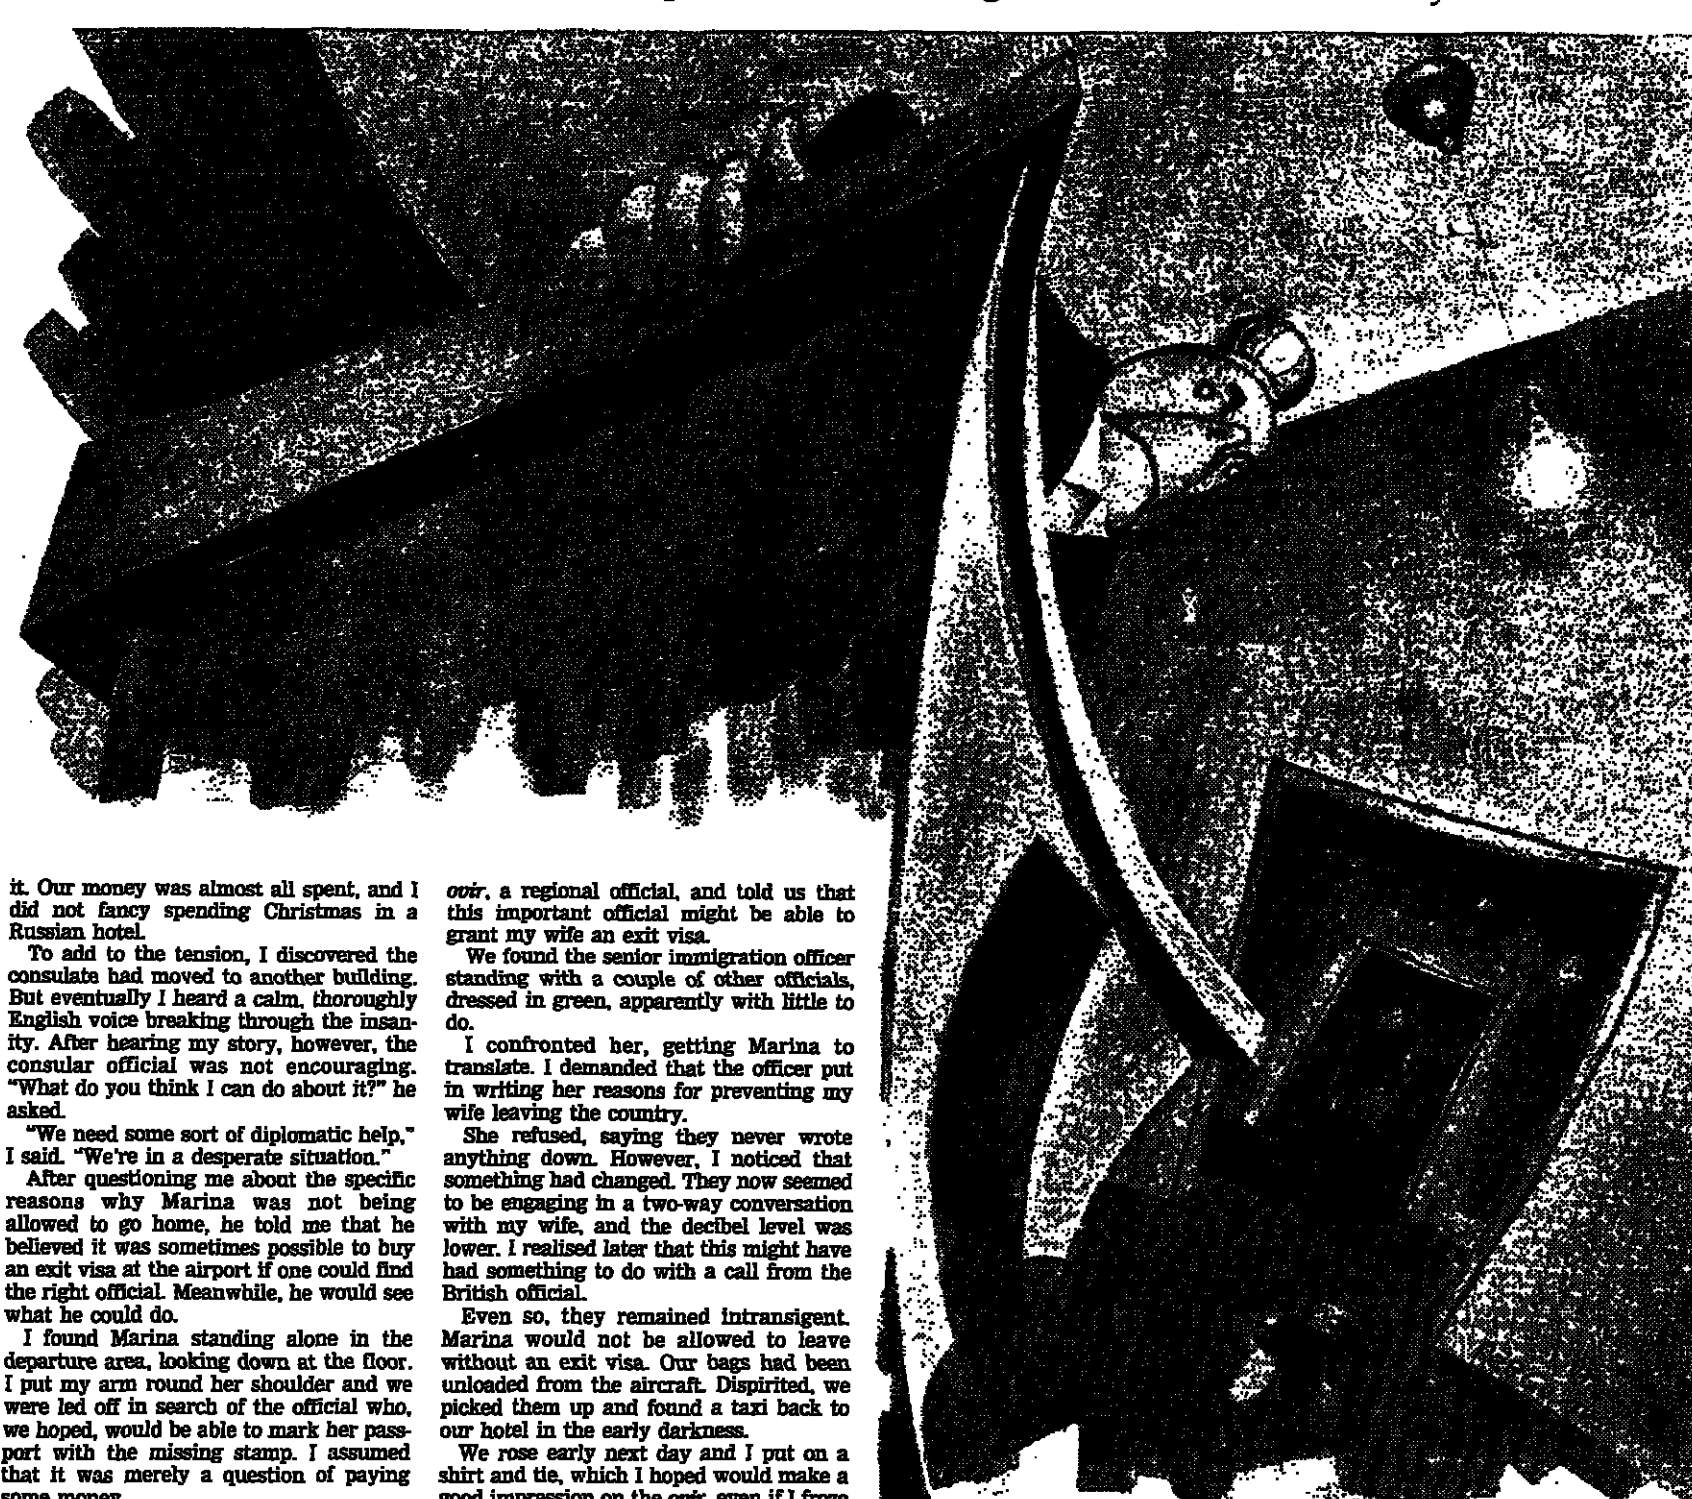 it. Our money was almost all spent, and I
did not fancy spending Christmas in a
Russian hotel.
To add to the tension, I discovered the
consulate had moved to another building.
But eventually I heard a calm, thoroughly
English voice breaking through the insan-
ity. After hearing my story, however, the
consular official was not encouraging.
"What do you think I can do about it?" he
asked.
"We need some sort of diplomatic help,"
I said. "We're in a desperate situation."
After questioning me about the specific
reasons why Marina was not being
allowed to go home, he told me that he
believed it was sometimes possible to buy
an exit visa at the airport if one could find
the right official. Meanwhile, he would see
what he could do.
I found Marina standing alone in the
departure area, looking down at the floor.
I put my arm round her shoulder and we
were led off in search of the official who,
we hoped, would be able to mark her pass-
port with the missing stamp. I assumed
that it was merely a question of paying
some money.
ovir, a regional official, and told us that
this important official might be able to
grant my wife an exit visa.
We found the senior immigration officer
standing with a couple of other officials,
dressed in green, apparently with little to
do.
I confronted her, getting Marina to
translate. I demanded that the officer put
in writing her reasons for preventing my
wife leaving the country.
She refused, saying they never wrote
anything down. However, I noticed that
something had changed. They now seemed
to be engaging in a two-way conversation
with my wife, and the decibel level was
lower. I realised later that this might have
had something to do with a call from the
British official.
Even so, they remained intransigent.
Marina would not be allowed to leave
without an exit visa. Our bags had been
unloaded from the aircraft. Dispirited, we
picked them up and found a taxi back to
our hotel in the early darkness.
We rose early next day and I put on a
shirt and tie, which I hoped would make a
good impression on the ovir, even if I froze